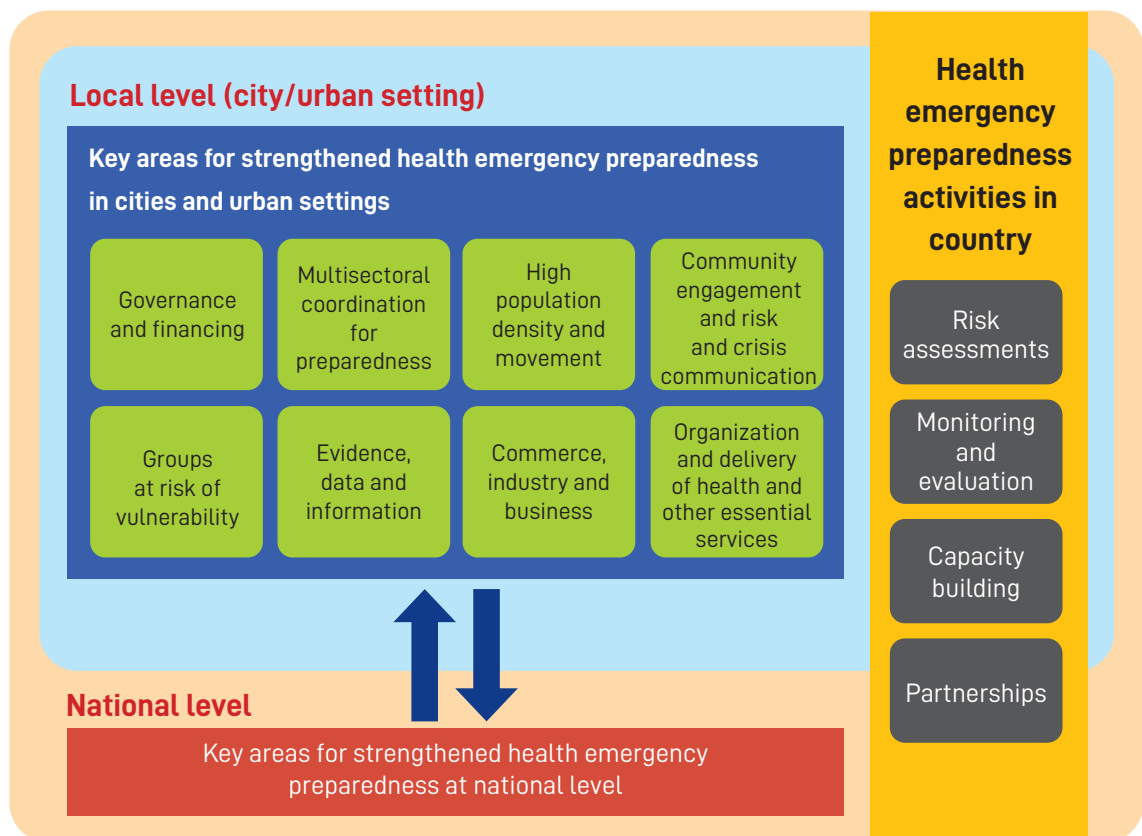 Local level (city/urban setting)
Key areas for strengthened health emergency preparedness
in cities and urban settings
Governance
and financing
Multisectoral
coordination
for
preparedness
High
population
density and
movement
Community
engagement
and risk
and crisis
communication
Groups
at risk of
vulnerability
Evidence,
data and
information
Commerce,
industry and
business
Organization
and delivery
of health and
other essential
services
National level
Key areas for strengthened health emergency
preparedness at national level
Health
emergency
preparedness
activities in
country
Risk
assessments
Monitoring
and
evaluation
Capacity
building
Partnerships